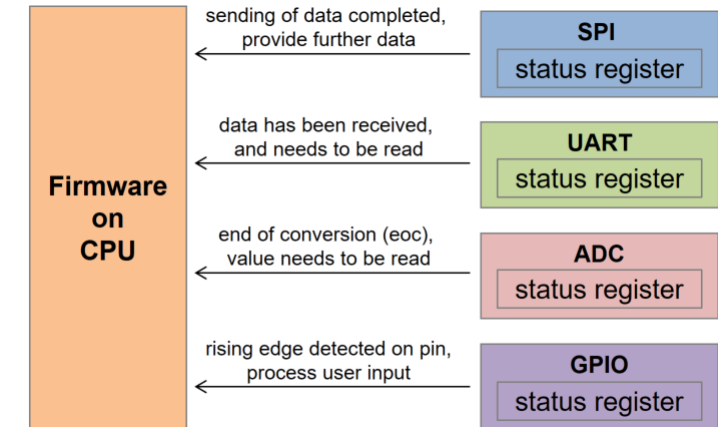 Firmware
on
CPU
sending of data completed,
provide further data
SPI
status register
data has been received,
and needs to be read
UART
status register
end of conversion (eoc),
value needs to be read
ADC
status register
rising edge detected on pin,
process user input
GPIO
status register